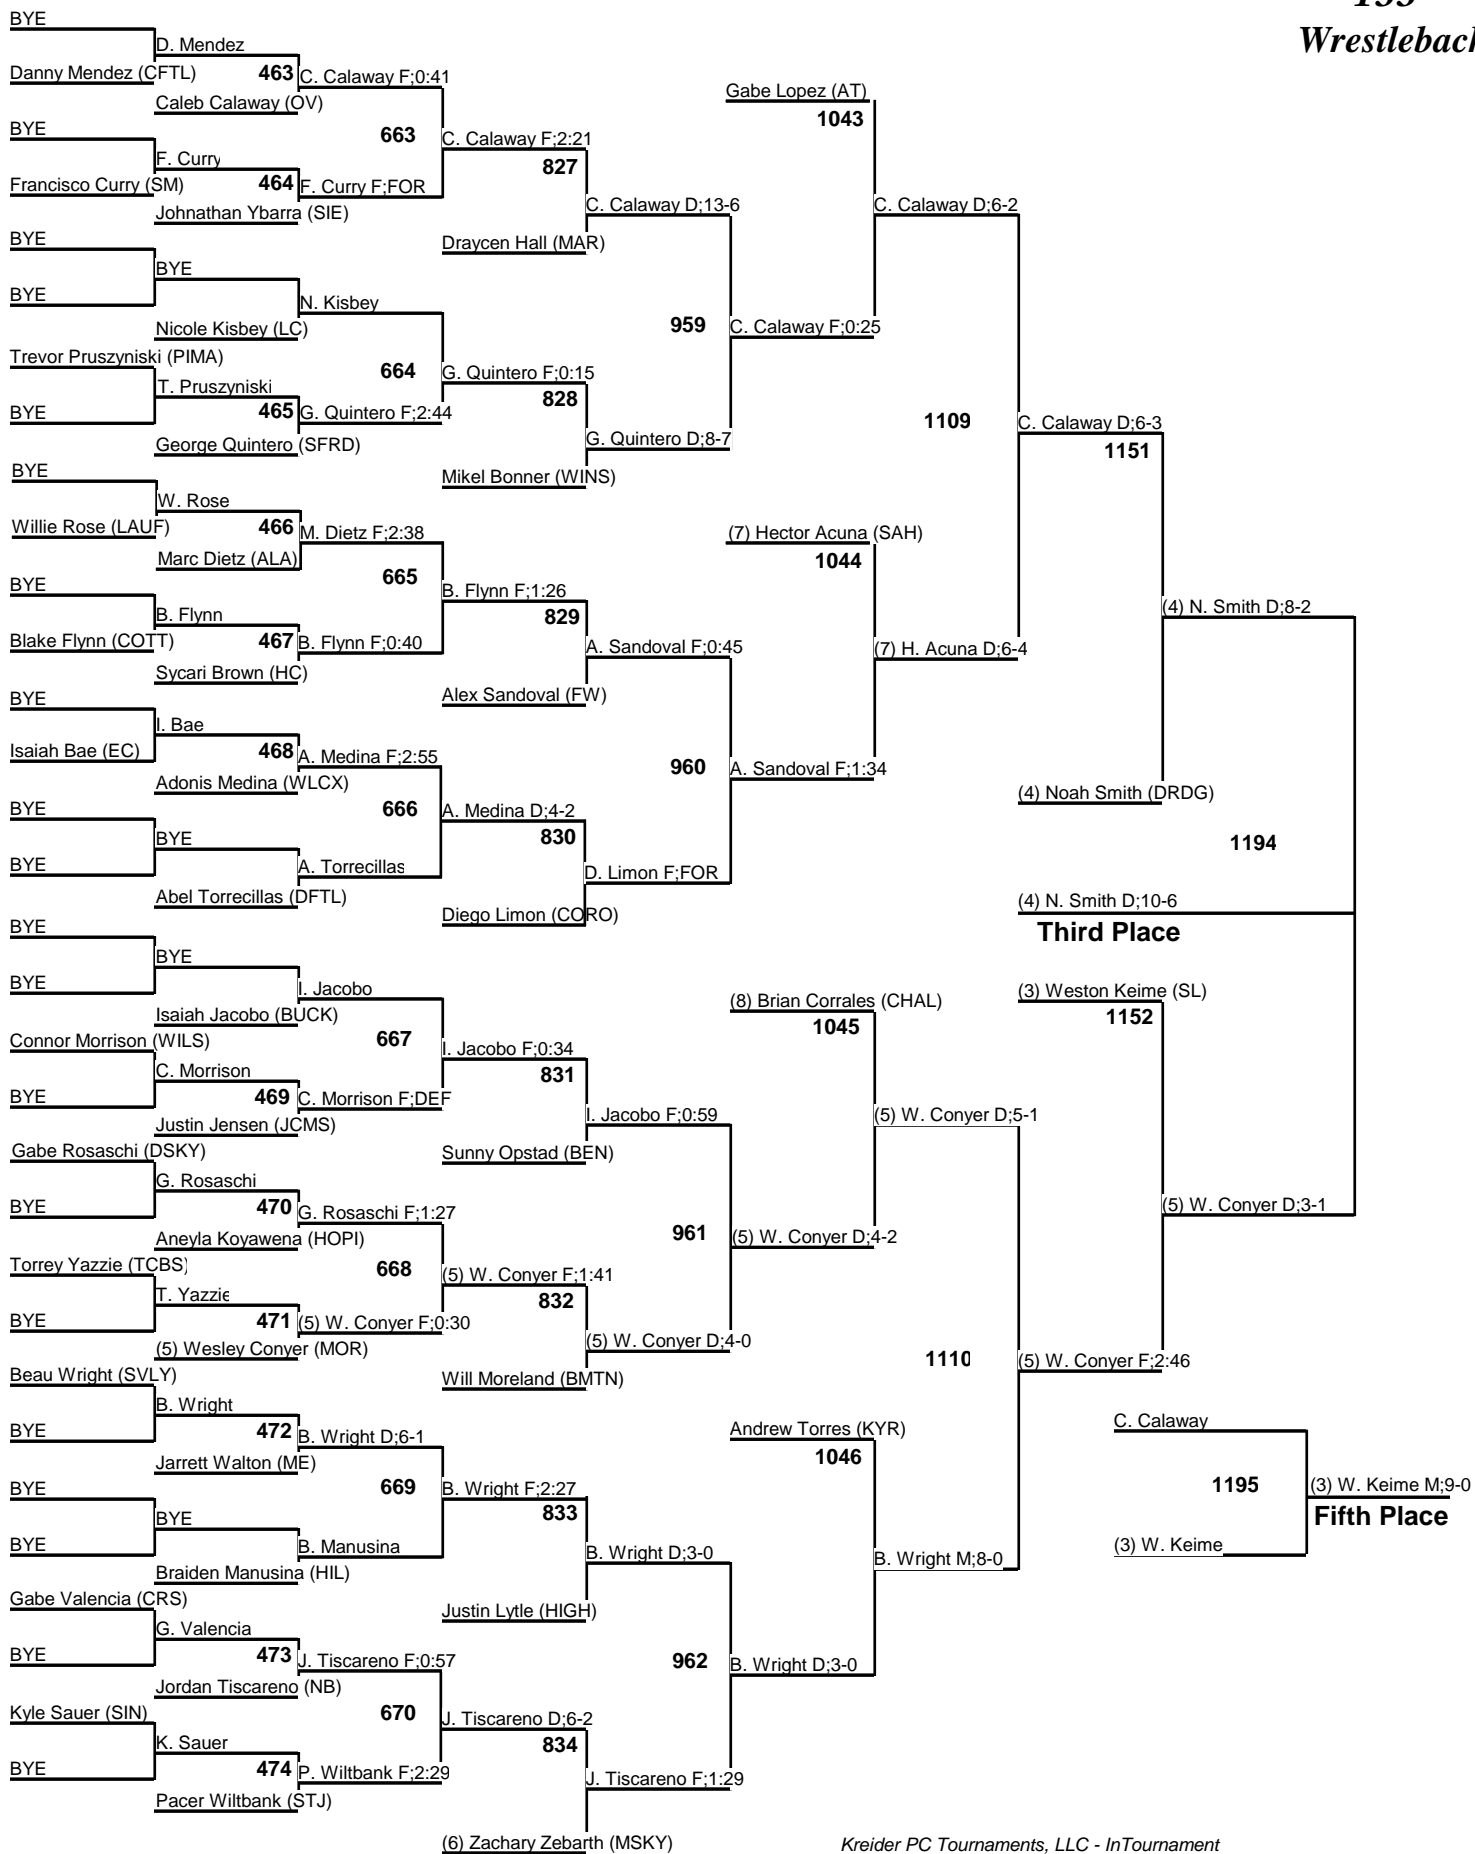 Wrestleback
BYE
D. Mendez
Danny Mendez (CFTL)
463
C. Calaway F;0:41
Caleb Calaway (OV)
663
BYE
C. Calaway F;2:21
F. Curry
827
Francisco Curry (SM)
464
F. Curry F;FOR
Johnathan Ybarra (SIE)
C. Calaway D;13-6
Draycen Hall (MAR)
Gabe Lopez (AT)
1043
C. Calaway D;6-2
BYE
BYE
BYE
N. Kisbey
Nicole Kisbey (LC)
959
C. Calaway F;0:25
Trevor Pruszyniski (PIMA)
664
G. Quintero F;0:15
T. Pruszyniski
828
BYE
465
G. Quintero F;2:44
George Quintero (SFRD)
G. Quintero D;8-7
Mikel Bonner (WINS)
1109
C. Calaway D;6-3
1151
BYE
W. Rose
Willie Rose (LAUF)
466
M. Dietz F;2:38
Marc Dietz (ALA)
665
BYE
B. Flynn F;1:26
B. Flynn
829
Blake Flynn (COTT)
467
B. Flynn F;0:40
Sycari Brown (HC)
A. Sandoval F;0:45
Alex Sandoval (FW)
(7) Hector Acuna (SAH)
1044
(7) H. Acuna D;6-4
(4) N. Smith D;8-2
BYE
I. Bae
Isaiah Bae (EC)
468
A. Medina F;2:55
Adonis Medina (WLCX)
960
A. Sandoval F;1:34
666
BYE
A. Medina D;4-2
BYE
830
BYE
A. Torrecillas
D. Limon F;FOR
Abel Torrecillas (DFTL)
Diego Limon (CORO)
(4) Noah Smith (DRDG)
1194
(4) N. Smith D;10-6
Third Place
BYE
BYE
BYE
I. Jacobo
Isaiah Jacobo (BUCK)
Connor Morrison (WILS)
667
I. Jacobo F;0:34
C. Morrison
831
BYE
469
C. Morrison F;DEF
Justin Jensen (JCMS)
I. Jacobo F;0:59
Sunny Opstad (BEN)
(8) Brian Corrales (CHAL)
1045
(3) Weston Keime (SL)
1152
(5) W. Conyer D;5-1
Gabe Rosaschi (DSKY)
G. Rosaschi
BYE
470
G. Rosaschi F;1:27
Aneyla Koyawena (HOPI)
961
(5) W. Conyer D;4-2
(5) W. Conyer D;3-1
Torrey Yazzie (TCBS)
668
(5) W. Conyer F;1:41
T. Yazzie
832
BYE
471
(5) W. Conyer F;0:30
(5) Wesley Conyer (MOR)
(5) W. Conyer D;4-0
Will Moreland (BMTN)
1110
(5) W. Conyer F;2:46
Beau Wright (SVLY)
B. Wright
BYE
472
B. Wright D;6-1
Jarrett Walton (ME)
Andrew Torres (KYR)
1046
C. Calaway
1195
(3) W. Keime M;9-0
Fifth Place
(3) W. Keime
669
B. Wright F;2:27
BYE
833
BYE
BYE
B. Manusina
Braiden Manusina (HIL)
B. Wright D;3-0
B. Wright M;8-0
Justin Lytle (HIGH)
Gabe Valencia (CRS)
G. Valencia
BYE
473
J. Tiscareno F;0:57
Jordan Tiscareno (NB)
962
B. Wright D;3-0
Kyle Sauer (SIN)
670
J. Tiscareno D;6-2
K. Sauer
834
BYE
474
P. Wiltbank F;2:29
J. Tiscareno F;1:29
Pacer Wiltbank (STJ)
(6) Zachary Zebarth (MSKY)
Kreider PC Tournaments, LLC - InTournament